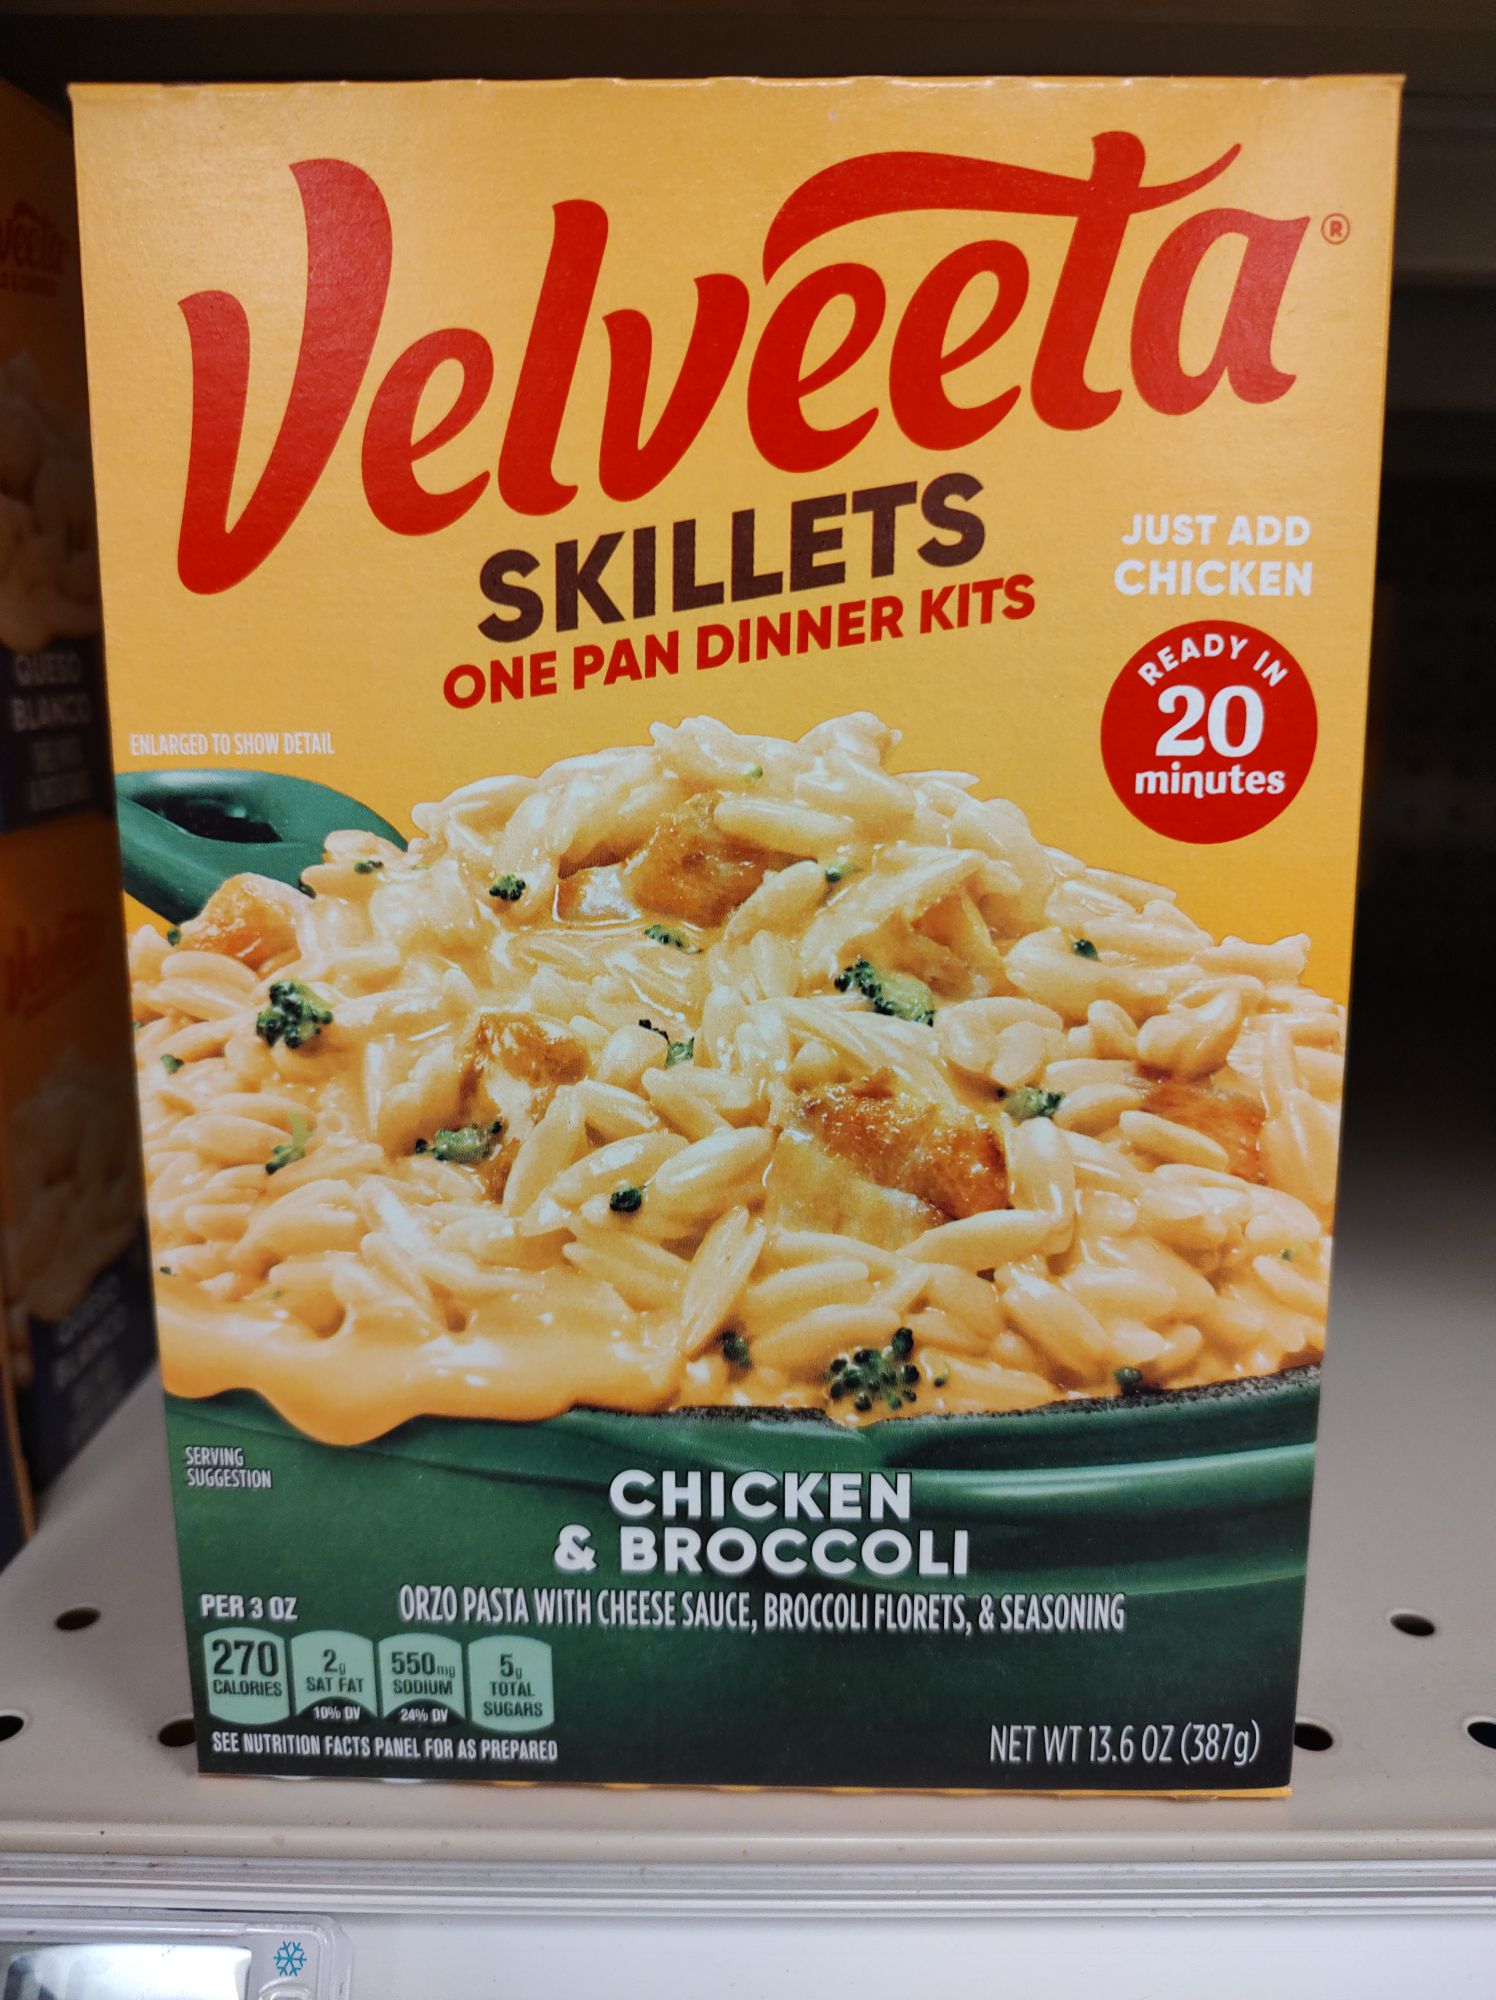 Velveeta®
SKILLETS
ONE PAN DINNER KITS
JUST ADD
CHICKEN
READY IN
20
minutes
ENLARGED TO SHOW DETAIL
QUESO
BLANCO
SERVING
SUGGESTION
CHICKEN
& BROCCOLI
ORZO PASTA WITH CHEESE SAUCE, BROCCOLI FLORETS, & SEASONING
PER 3 OZ
270 CALORIES
2g SAT FAT 10% DV
550mg SODIUM 24% DV
5g TOTAL SUGARS
SEE NUTRITION FACTS PANEL FOR AS PREPARED
NET WT 13.6 OZ (387g)